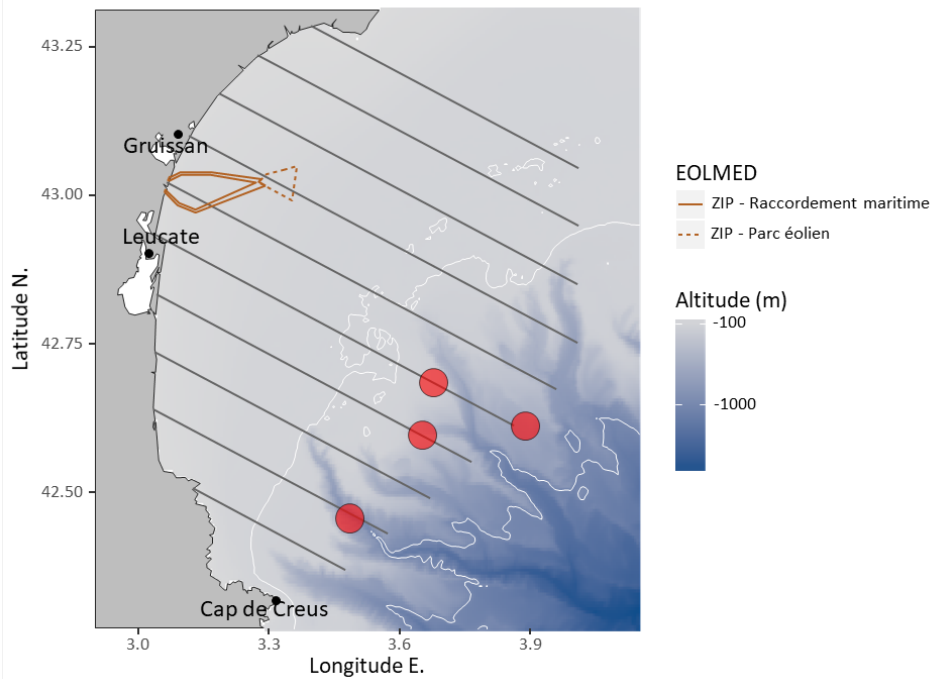 43.25
43.00
42.75
42.50
Latitude N.
Gruissan
Leucate
Cap de Creus
3.0
3.3
3.6
3.9
Longitude E.
EOLMED
ZIP - Raccordement maritime
ZIP - Parc éolien
Altitude (m)
-100
-1000